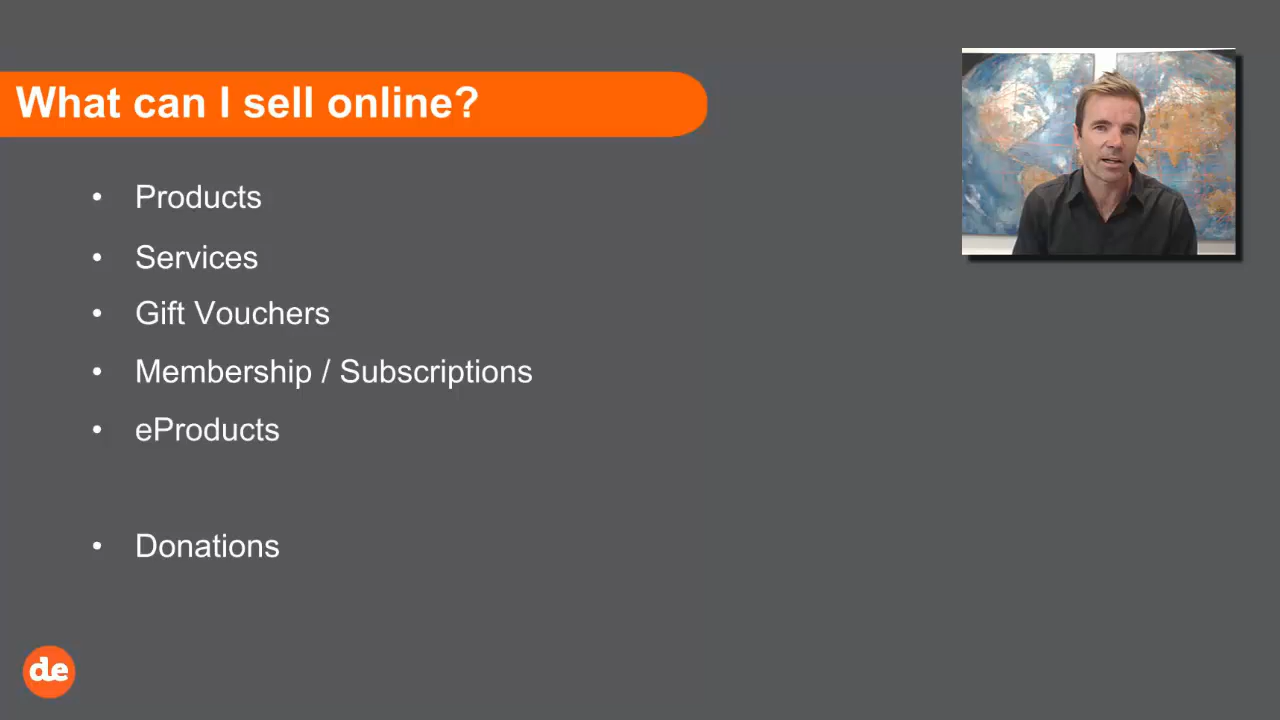 What can I sell online?
• Products
• Services
• Gift Vouchers
• Membership / Subscriptions
• eProducts
• Donations
de